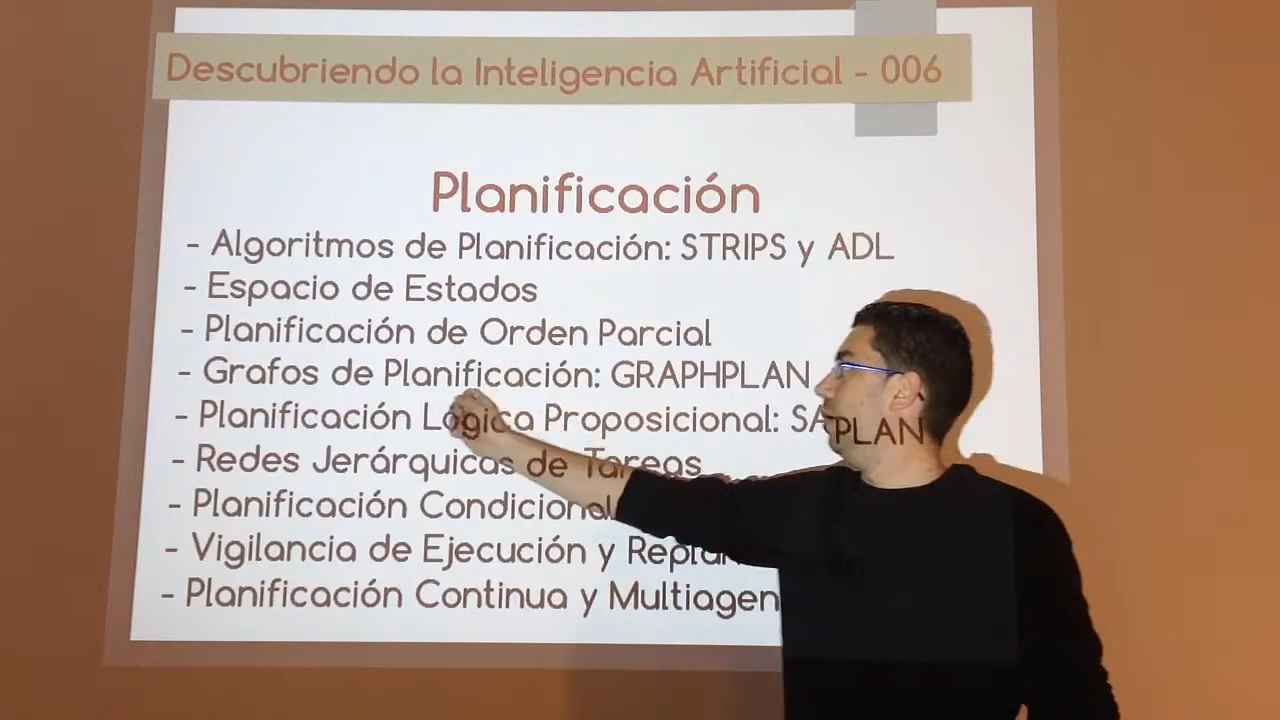 Descubriendo la Inteligencia Artificial - 006
Planificación
- Algoritmos de Planificación: STRIPS y ADL
- Espacio de Estados
- Planificación de Orden Parcial
- Grafos de Planificación: GRAPHPLAN
- Planificación Lógica Proposicional: SATPLAN
- Redes Jerárquicas de Tareas
- Planificación Condicional
- Vigilancia de Ejecución y
- Planificación Continua y